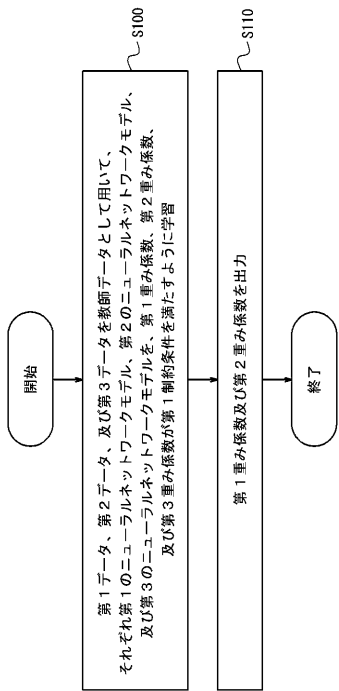 開始
S100
第１データ、第２データ、及び第３データを教師データとして用いて、
それぞれ第１のニューラルネットワークモデル、第２のニューラルネットワークモデル、
及び第３のニューラルネットワークモデルを、第１重み係数、第２重み係数、
及び第３重み係数が第１制約条件を満たすように学習
S110
第１重み係数及び第２重み係数を出力
終了